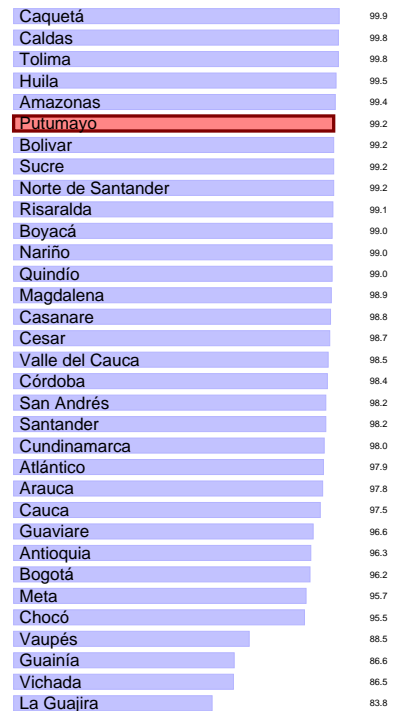 Caquetá 99.9
Caldas 99.8
Tolima 99.8
Huila 99.5
Amazonas 99.4
Putumayo 99.2
Bolivar 99.2
Sucre 99.2
Norte de Santander 99.2
Risaralda 99.1
Boyacá 99.0
Nariño 99.0
Quindío 99.0
Magdalena 98.9
Casanare 98.8
Cesar 98.7
Valle del Cauca 98.5
Córdoba 98.4
San Andrés 98.2
Santander 98.2
Cundinamarca 98.0
Atlántico 97.9
Arauca 97.8
Cauca 97.5
Guaviare 96.6
Antioquia 96.3
Bogotá 96.2
Meta 95.7
Chocó 95.5
Vaupés 88.5
Guainía 86.6
Vichada 86.5
La Guajira 83.8